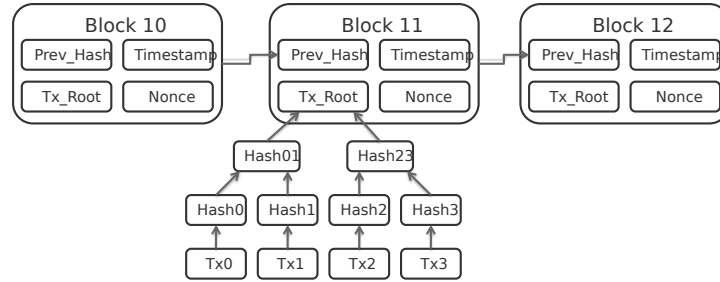 Block 10 Block 11 Block 12
Prev_Hash Timestamp Prev_Hash Timestamp Prev_Hash Timestamp
Tx_Root Nonce Tx_Root Nonce Tx_Root Nonce
Hash01 Hash23
Hash0 Hash1 Hash2 Hash3
Tx0 Tx1 Tx2 Tx3